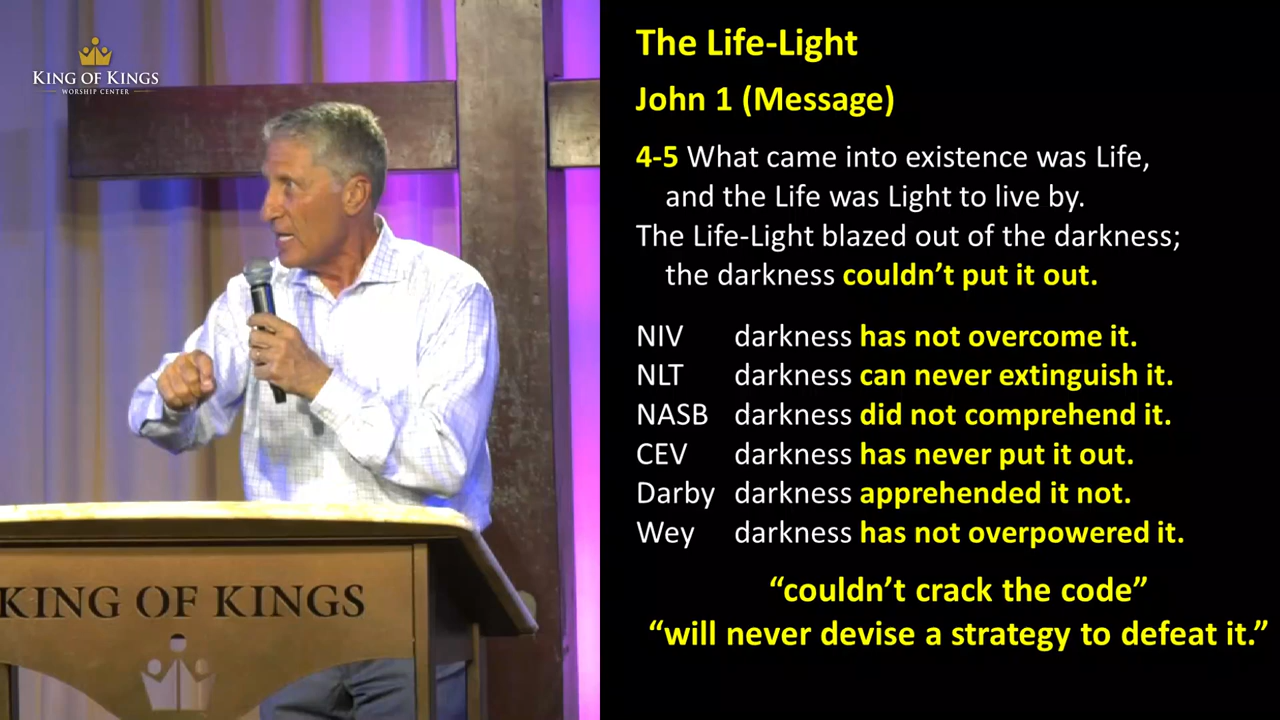 KING OF KINGS
WORSHIP CENTER
KING OF KINGS
The Life-Light
John 1 (Message)
4-5 What came into existence was Life,
and the Life was Light to live by.
The Life-Light blazed out of the darkness;
the darkness couldn’t put it out.
NIV darkness has not overcome it.
NLT darkness can never extinguish it.
NASB darkness did not comprehend it.
CEV darkness has never put it out.
Darby darkness apprehended it not.
Wey darkness has not overpowered it.
“couldn’t crack the code”
“will never devise a strategy to defeat it.”